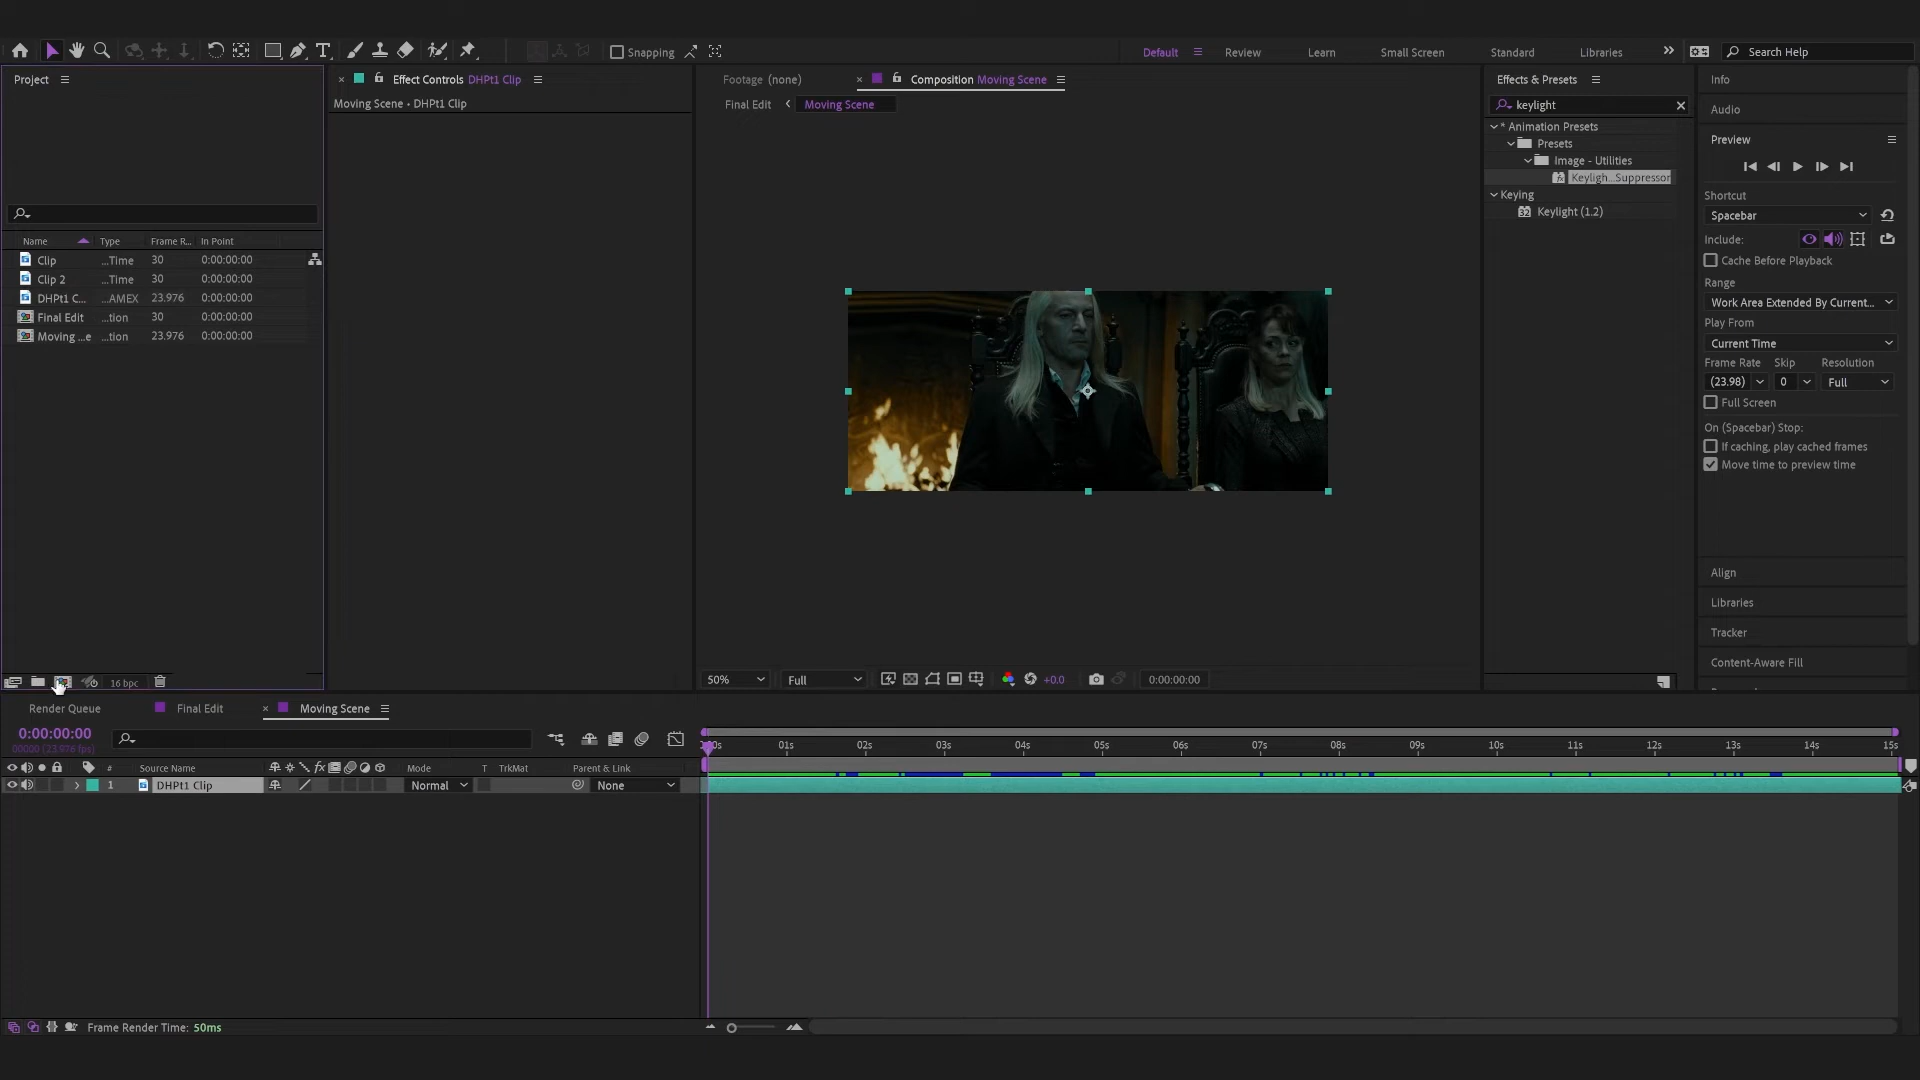 Snapping
Default
Review
Learn
Small Screen
Standard
Libraries
Search Help
Project
Effect Controls DHPt1 Clip
Moving Scene • DHPt1 Clip
Footage (none)
Composition Moving Scene
Final Edit
Moving Scene
Effects & Presets
keylight
* Animation Presets
Presets
Image - Utilities
Keyligh...Suppressor
Keying
Keylight (1.2)
Info
Audio
Preview
Shortcut
Spacebar
Include:
Cache Before Playback
Range
Work Area Extended By Current...
Play From
Current Time
Frame Rate Skip Resolution
(23.98) 0 Full
Full Screen
On (Spacebar) Stop:
If caching, play cached frames
Move time to preview time
Align
Libraries
Tracker
Content-Aware Fill
Name Type Frame R... In Point
Clip ...Time 30 0:00:00:00
Clip 2 ...Time 30 0:00:00:00
DHPt1 C... ...AMEX 23.976 0:00:00:00
Final Edit ...tion 30 0:00:00:00
Moving ...e ...tion 23.976 0:00:00:00
16 bpc
50%
Full
+0.0
0:00:00:00
Render Queue
Final Edit
Moving Scene
0:00:00:00
00000 (23.976 fps)
# Source Name
Mode T TrkMat Parent & Link
1 DHPt1 Clip Normal None
01s 02s 03s 04s 05s 06s 07s 08s 09s 10s 11s 12s 13s 14s 15s
Frame Render Time: 50ms